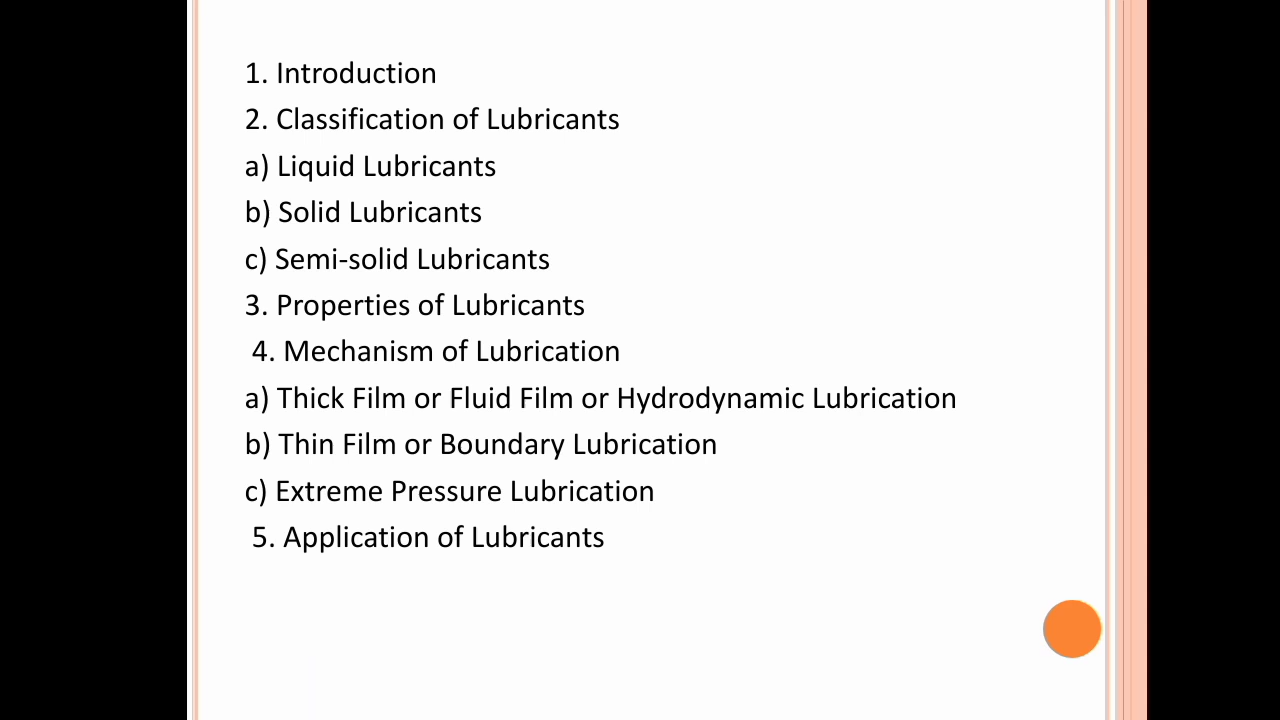 1. Introduction
2. Classification of Lubricants
a) Liquid Lubricants
b) Solid Lubricants
c) Semi-solid Lubricants
3. Properties of Lubricants
4. Mechanism of Lubrication
a) Thick Film or Fluid Film or Hydrodynamic Lubrication
b) Thin Film or Boundary Lubrication
c) Extreme Pressure Lubrication
5. Application of Lubricants